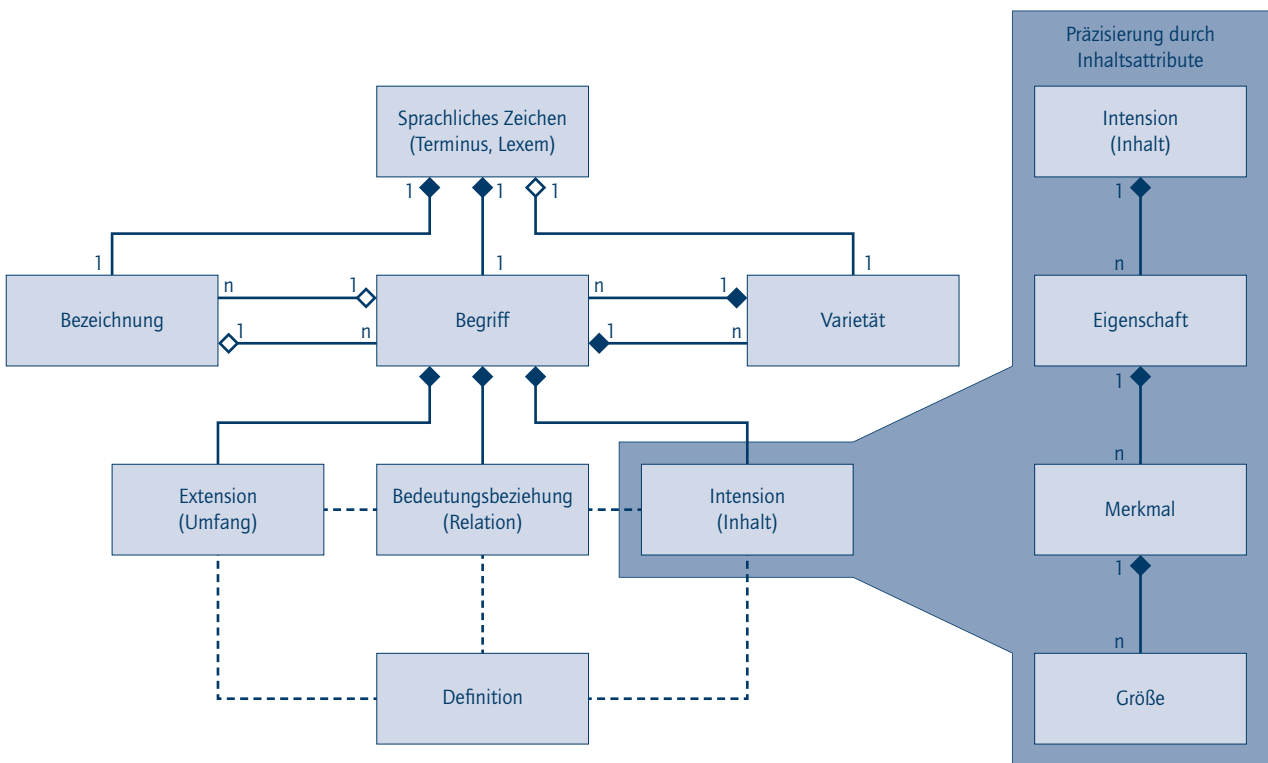 Präzisierung durch
Inhaltsattribute
Sprachliches Zeichen
(Terminus, Lexem)
Intension
(Inhalt)
1
1
1
1
1
1
1
n
Bezeichnung
n
1
1
n
Begriff
n
1
1
n
Varietät
Eigenschaft
1
n
Extension
(Umfang)
Bedeutungsbeziehung
(Relation)
Intension
(Inhalt)
Merkmal
1
n
Definition
Größe